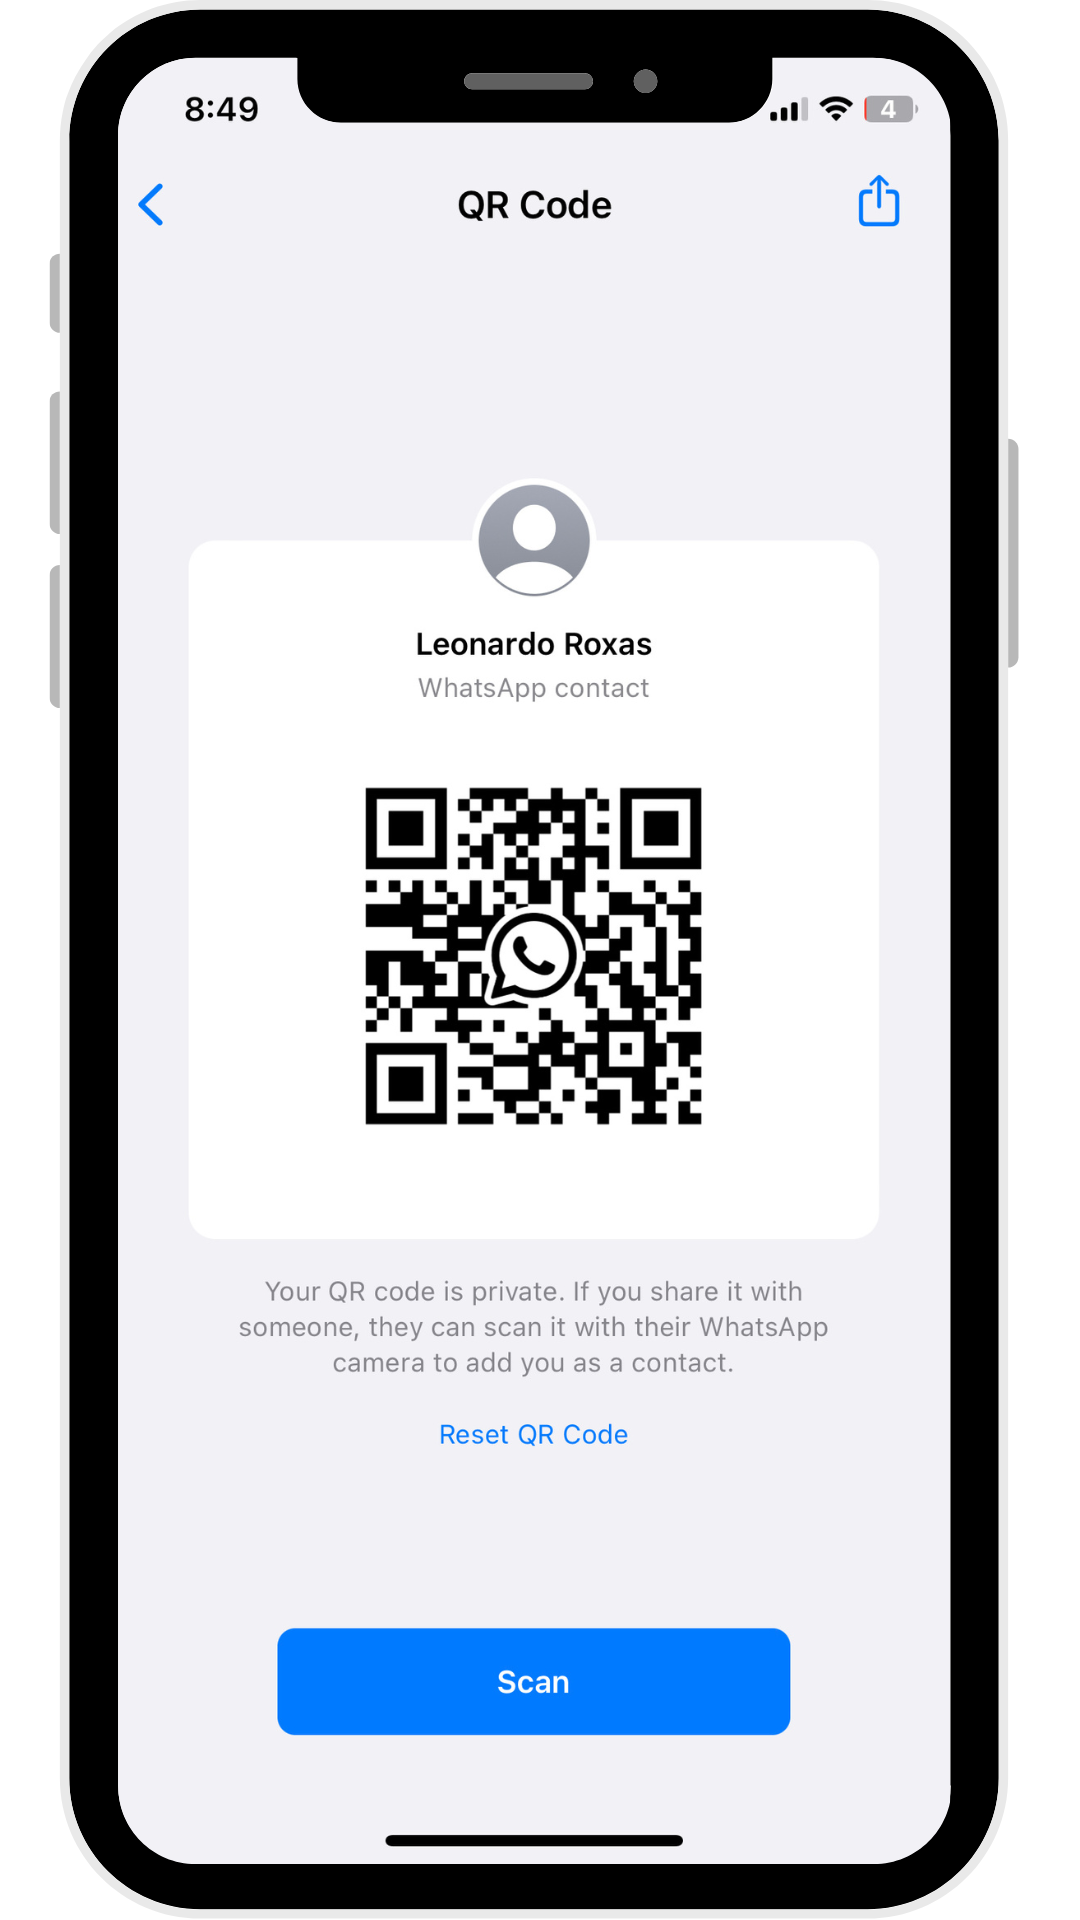 8:49
4
QR Code
Leonardo Roxas
WhatsApp contact
Your QR code is private. If you share it with
someone, they can scan it with their WhatsApp
camera to add you as a contact.
Reset QR Code
Scan